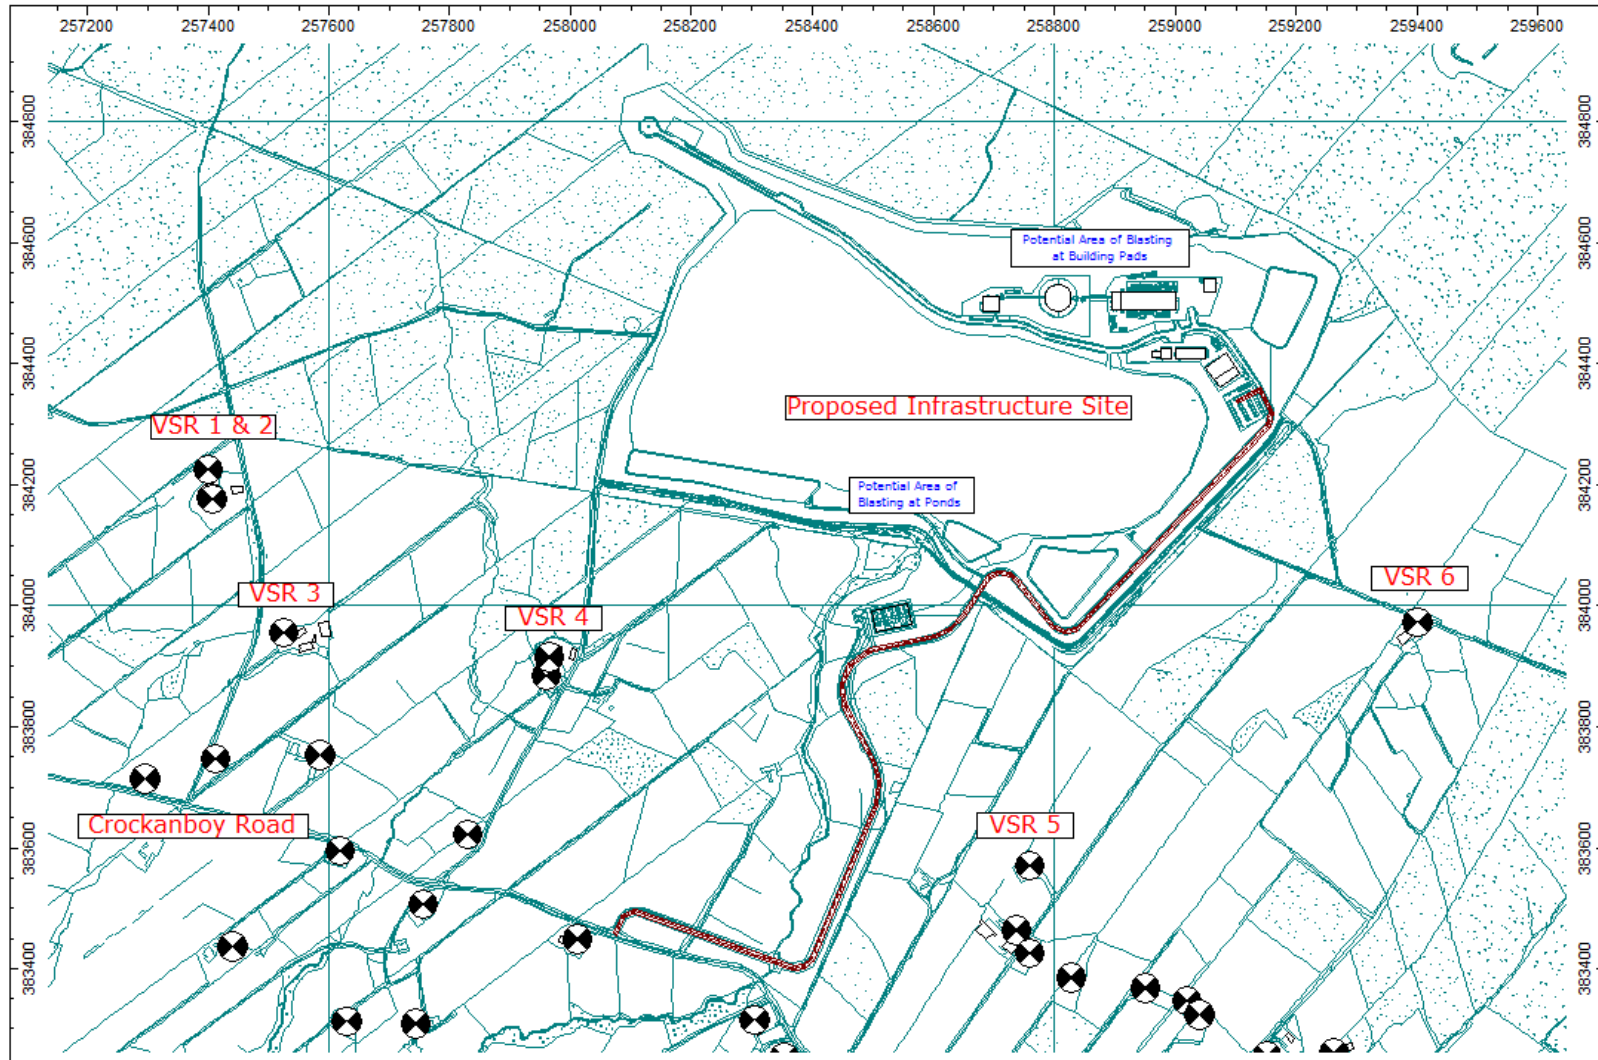 257200 257400 257600 257800 258000 258200 258400 258600 258800 259000 259200 259400 259600
384800 384800
384600 384600
Potential Area of Blasting
at Building Pads
384400 384400
Proposed Infrastructure Site
VSR 1 & 2
384200 384200
Potential Area of
Blasting at Ponds
VSR 6
VSR 3
384000 384000
VSR 4
383800 383800
Crockanboy Road
VSR 5
383600 383600
383400 383400